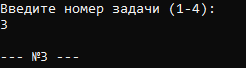 Введите номер задачи (1-4):
3
--- №3 ---